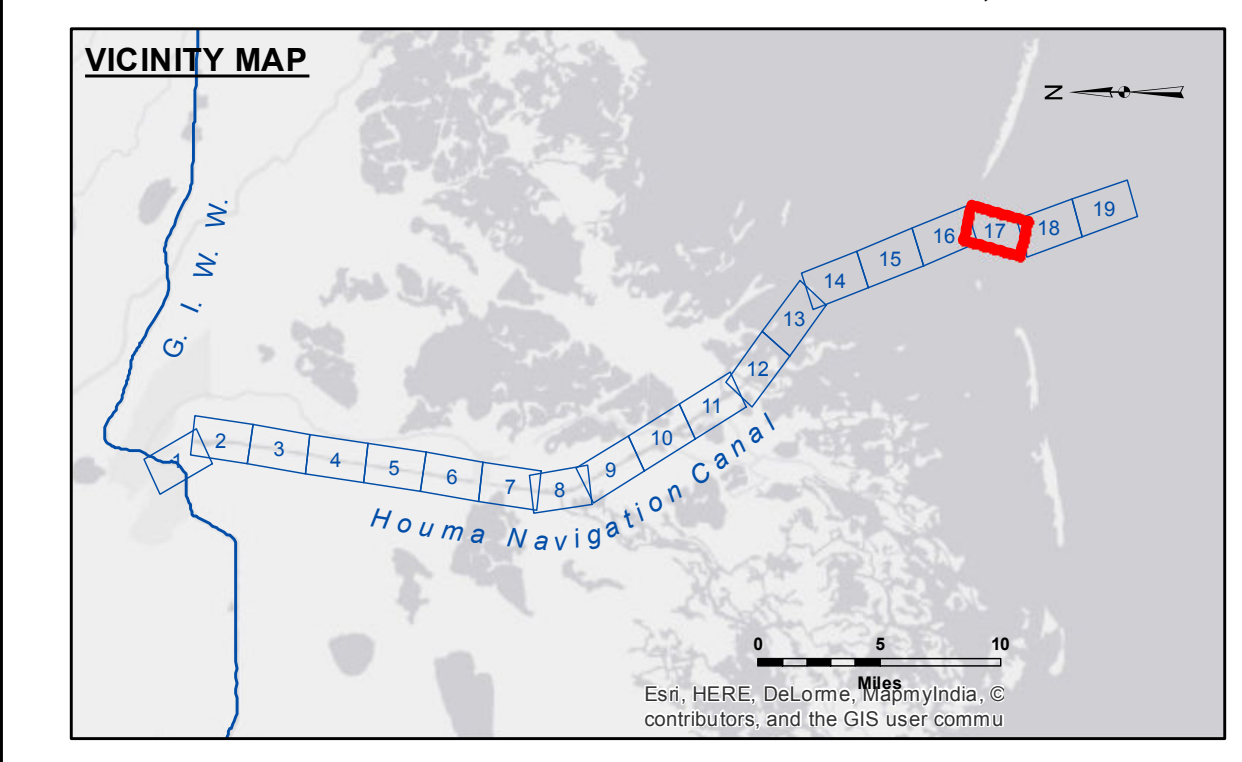 VICINITY MAP
N
G. I. W. W.
1
2
3
4
5
6
7
8
9
10
11
12
13
14
15
16
17
18
19
Houma Navigation Canal
0 5 10
Miles
Esri, HERE, DeLorme, MapmyIndia, ©
contributors, and the GIS user commu